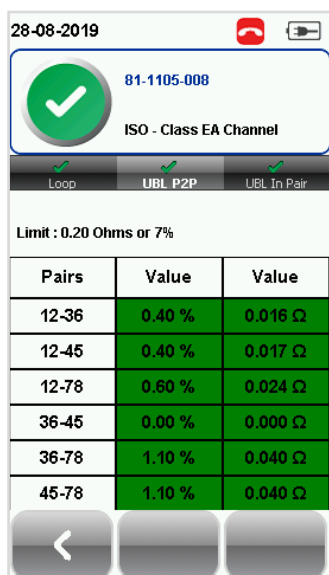 28-08-2019
81-1105-008
ISO - Class EA Channel
Loop UBL P2P UBL In Pair
Limit : 0.20 Ohms or 7%
Pairs Value Value
12-36 0.40 % 0.016 Ω
12-45 0.40 % 0.017 Ω
12-78 0.60 % 0.024 Ω
36-45 0.00 % 0.000 Ω
36-78 1.10 % 0.040 Ω
45-78 1.10 % 0.040 Ω